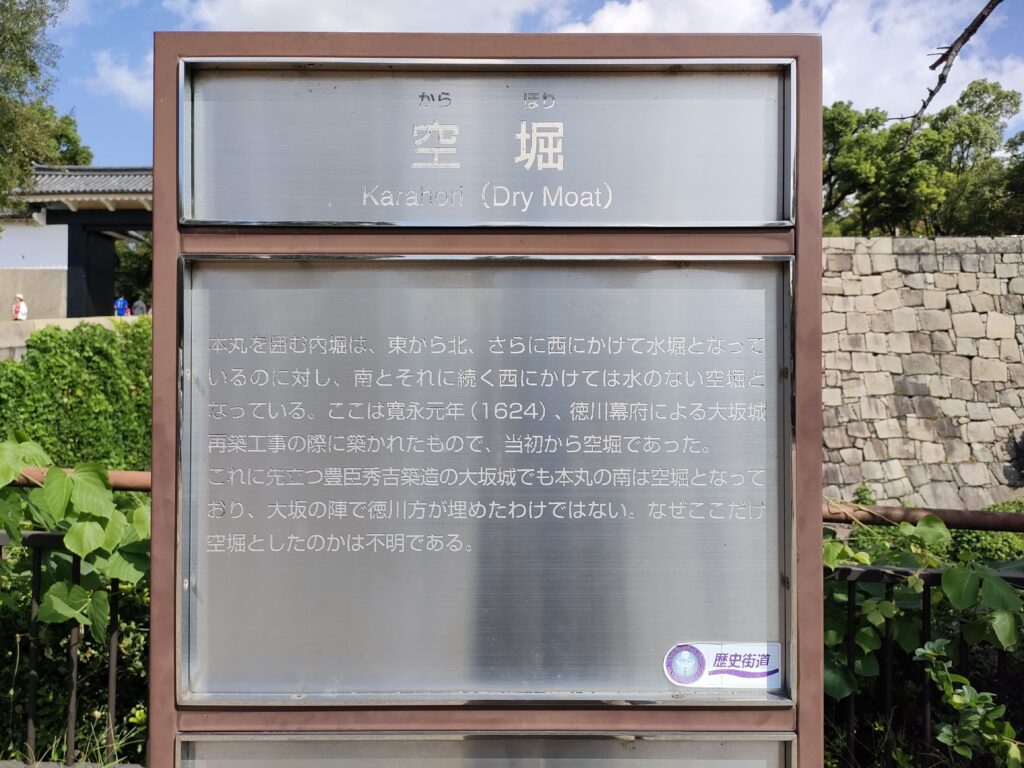 から ほり
空 堀
Karahori (Dry Moat)
本丸を囲む内堀は、東から北、さらに西にかけて水堀となって
いるのに対し、南とそれに続く西にかけては水のない空堀と
なっている。ここは寛永元年（1624）、徳川幕府による大坂城
再築工事の際に築かれたもので、当初から空堀であった。
これに先立つ豊臣秀吉築造の大坂城でも本丸の南は空堀となって
おり、大坂の陣で徳川方が埋めたわけではない。なぜここだけ
空堀としたのかは不明である。
歴史街道